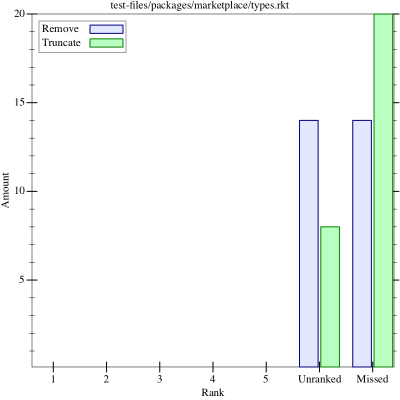 test-files/packages/marketplace/types.rkt
20
Remove
Truncate
15
10
5
Amount
1 2 3 4 5 Unranked Missed
Rank